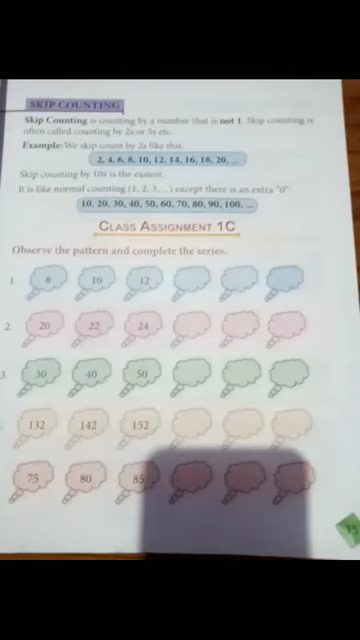 SKIP COUNTING
Skip Counting is counting by a number that is not 1. Skip counting is
often called counting by 2s or 5s etc.
Example: We skip count by 2s like this.
2, 4, 6, 8, 10, 12, 14, 16, 18, 20, ...
Skip counting by 10s is the easiest.
It is like normal counting (1, 2, 3, ...) except there is an extra "0".
10, 20, 30, 40, 50, 60, 70, 80, 90, 100, ...
CLASS ASSIGNMENT 1C
Observe the pattern and complete the series.
1. 8 10 12
2. 20 22 24
3. 30 40 50
132 142 152
75 80 85